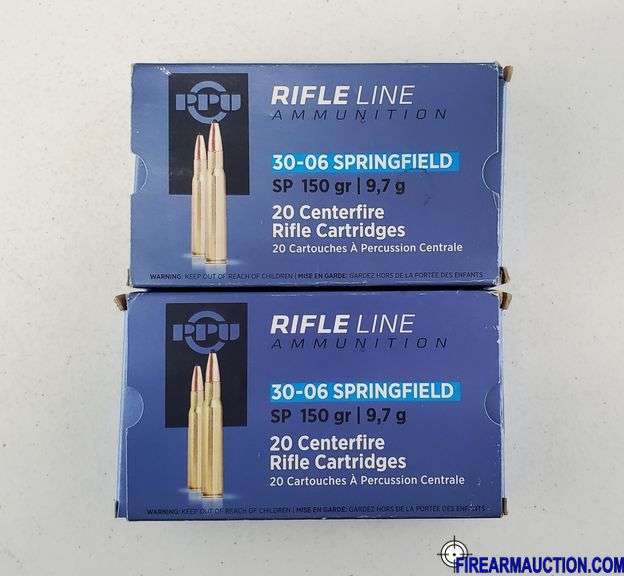 PPU
RIFLE LINE
AMMUNITION
30-06 SPRINGFIELD
SP 150 gr | 9,7 g
20 Centerfire
Rifle Cartridges
20 Cartouches À Percussion Centrale
WARNING: KEEP OUT OF REACH OF CHILDREN | MISE EN GARDE: GARDEZ HORS DE LA PORTÉE DES ENFANTS
PPU
RIFLE LINE
AMMUNITION
30-06 SPRINGFIELD
SP 150 gr | 9,7 g
20 Centerfire
Rifle Cartridges
20 Cartouches À Percussion Centrale
WARNING: KEEP OUT OF REACH OF CHILDREN | MISE EN GARDE: GARDEZ HORS DE LA PORTÉE DES ENFANTS
FIREARMAUCTION.COM